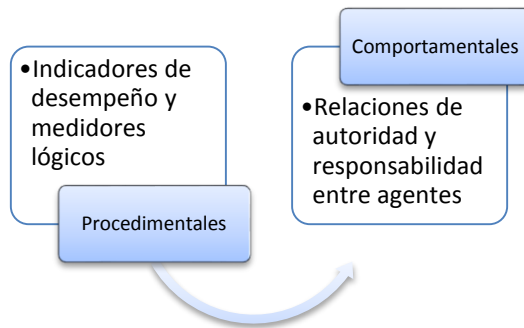 •Indicadores de
desempeño y
medidores
lógicos
Procedimentales
Comportamentales
•Relaciones de
autoridad y
responsabilidad
entre agentes